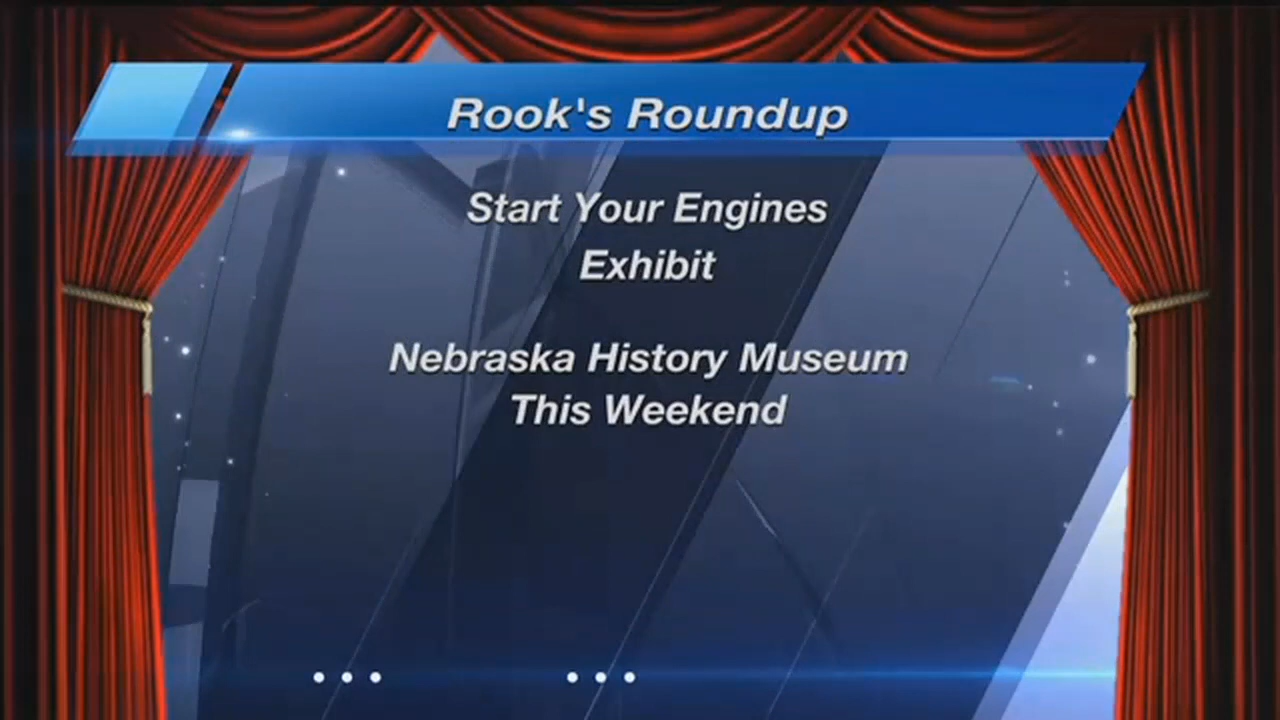 Rook's Roundup
Start Your Engines
Exhibit
Nebraska History Museum
This Weekend
... ...